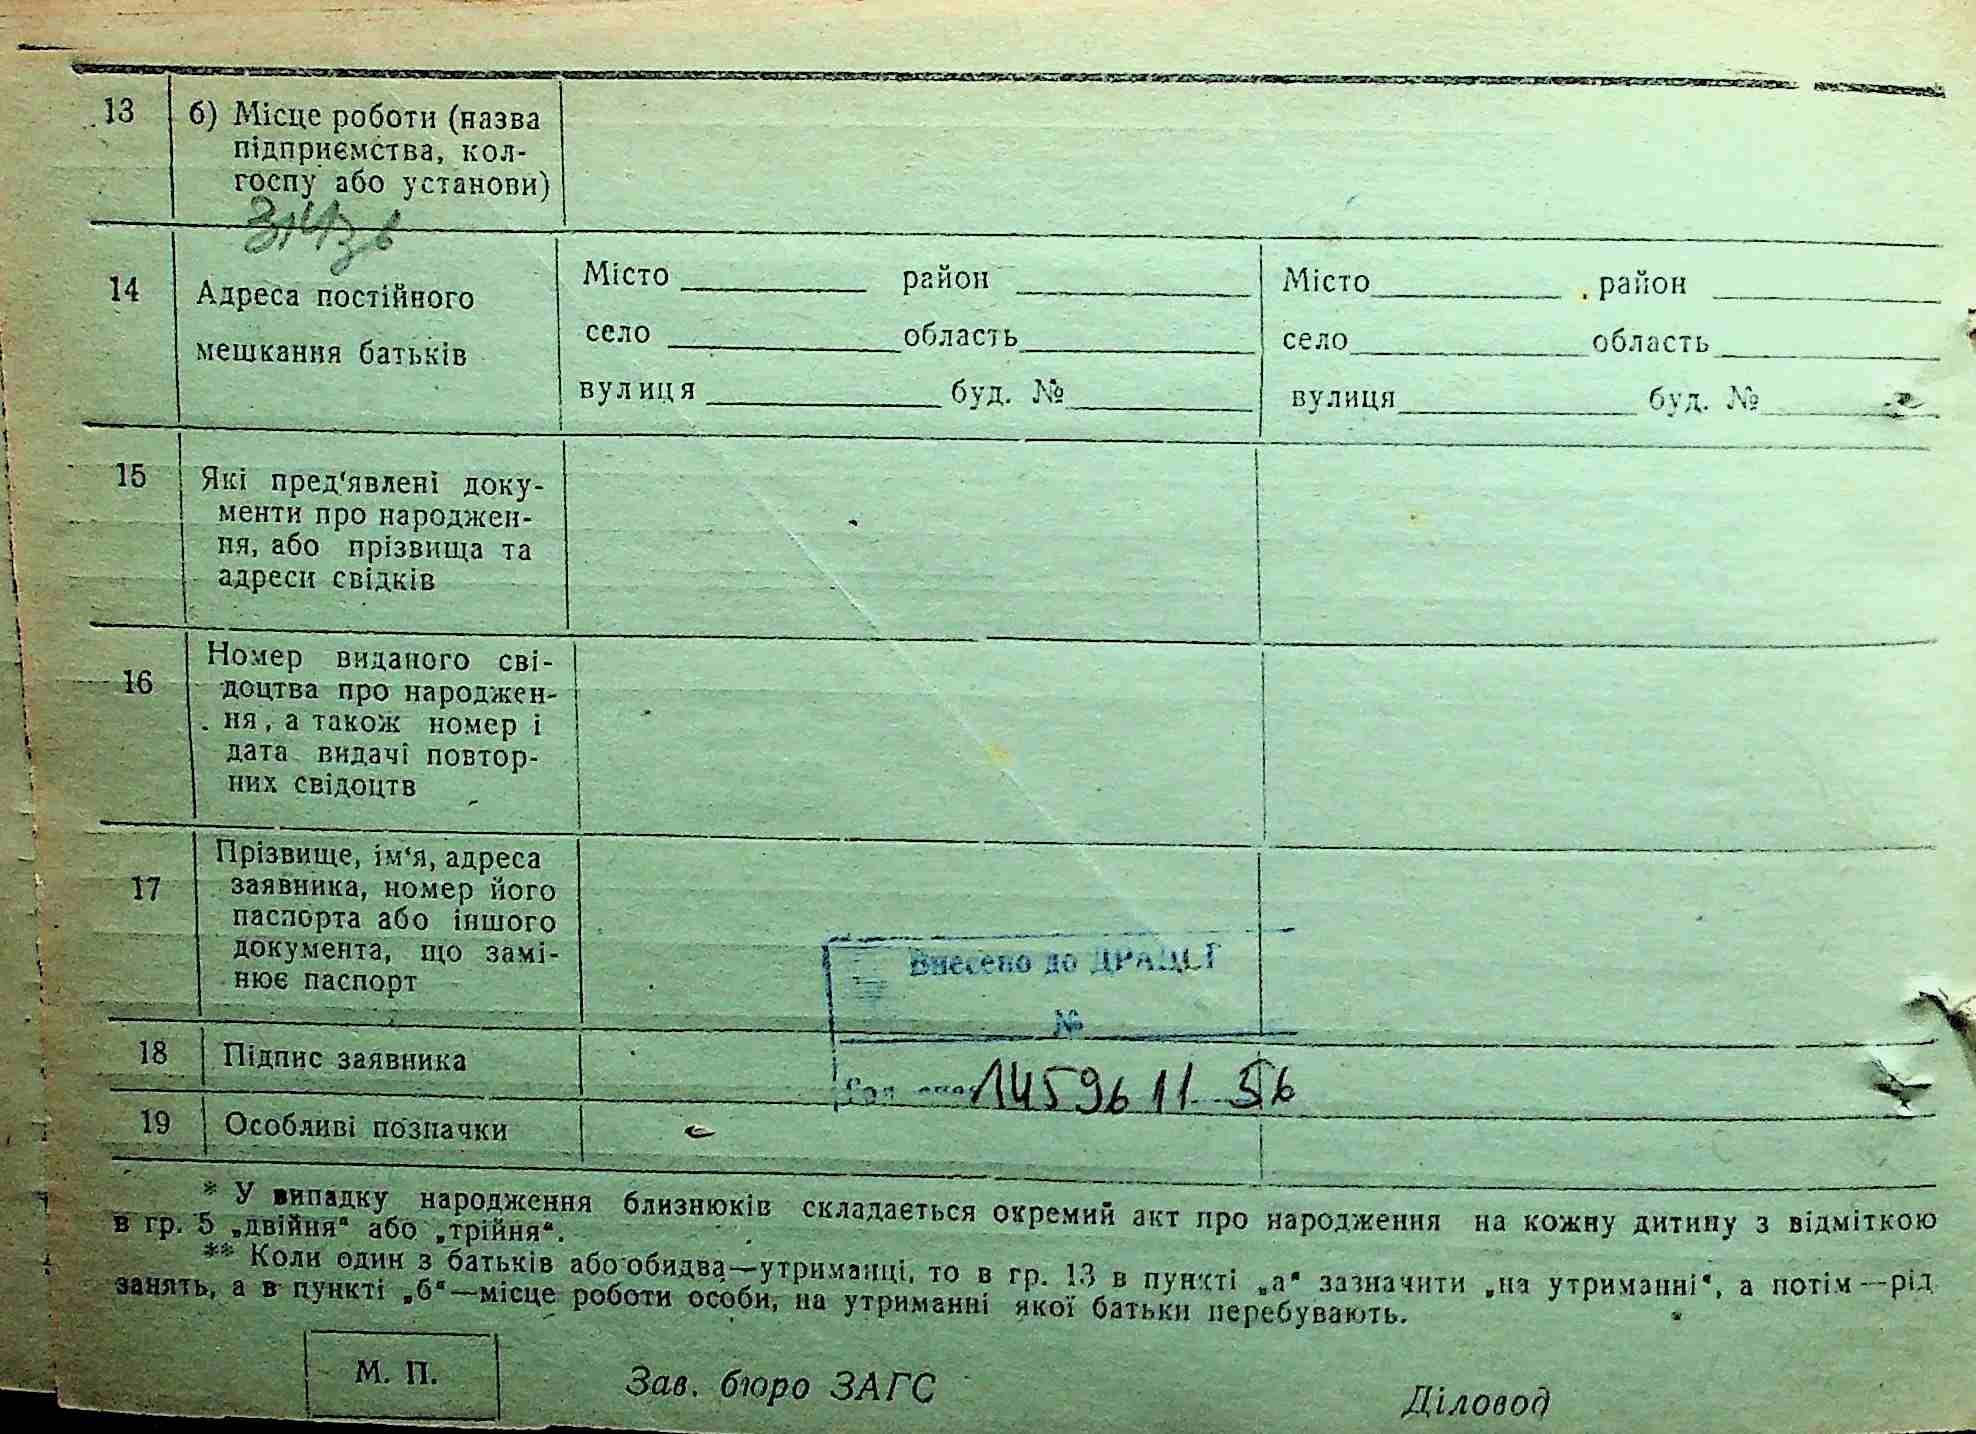 13 б) Місце роботи (назва
підприємства, кол-
госпу або установи)
14 Адреса постійного
мешкання батьків
Місто район
село область
вулиця буд. №
Місто район
село область
вулиця буд. №
15 Які пред'явлені доку-
менти про народжен-
ня, або прізвища та
адреси свідків
16 Номер виданого сві-
доцтва про народжен-
ня, а також номер і
дата видачі повтор-
них свідоцтв
17 Прізвище, ім'я, адреса
заявника, номер його
паспорта або іншого
документа, що замі-
нює паспорт
Внесено до ДРАЦСГ
№
18 Підпис заявника
19 Особливі позначки
* У випадку народження близнюків складається окремий акт про народження на кожну дитину з відміткою
в гр. 5 „двійня“ або „трійня“.
** Коли один з батьків або обидва—утриманці, то в гр. 13 в пункті „а“ зазначити „на утриманні“, а потім—рід
занять, а в пункті „б“—місце роботи особи, на утриманні якої батьки перебувають.
М. П.
Зав. бюро ЗАГС
Діловод